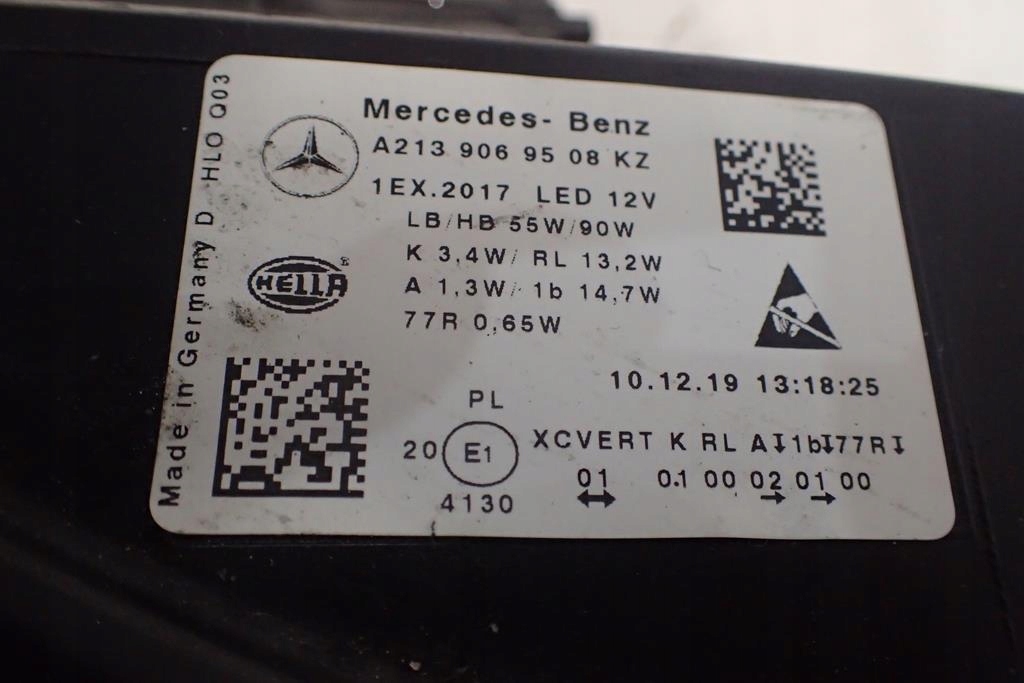 Mercedes- Benz
A213 906 95 08 KZ
1EX.2017 LED 12V
LB/HB 55W/90W
K 3,4W/ RL 13,2W
A 1,3W/ 1b 14,7W
77R 0,65W
HELLA
Made in Germany D HLO Q03
10.12.19 13:18:25
PL
20 E1 XCVERT K RL A↧1b↧77R↧
01 0.1 00 02 01 00
4130